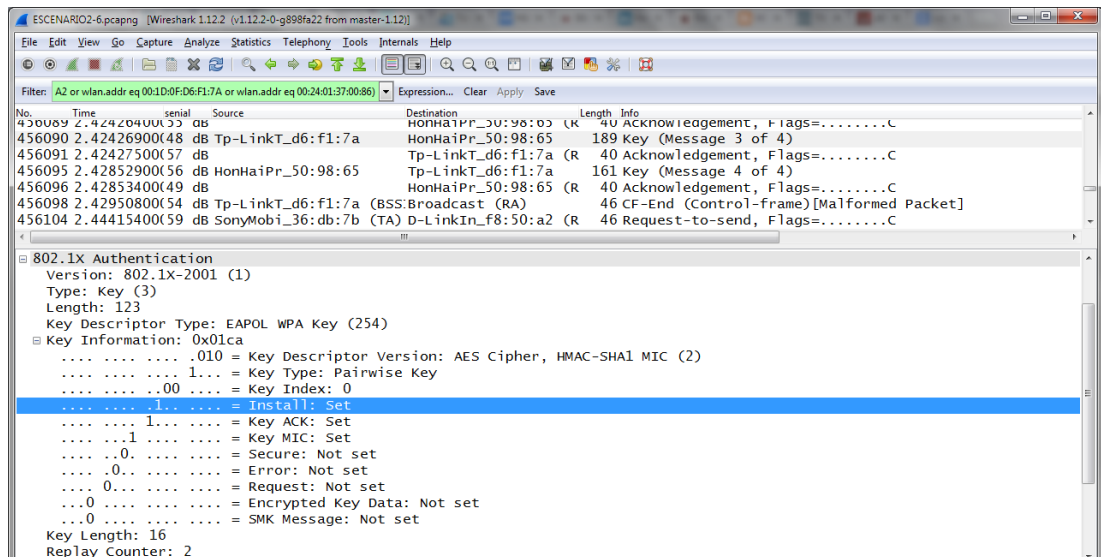 ESCENARIO2-6.pcapng [Wireshark 1.12.2 (v1.12.2-0-g898fa22 from master-1.12)]
File Edit View Go Capture Analyze Statistics Telephony Tools Internals Help
Filter: A2 or wlan.addr eq 00:1D:0F:D6:F1:7A or wlan.addr eq 00:24:01:37:00:86) Expression... Clear Apply Save
No. Time senial Source Destination Length Info
456089 2.42426400(55 dB HonHaiPr_50:98:65 (R 40 Acknowledgement, Flags=........C
456090 2.42426900(48 dB Tp-LinkT_d6:f1:7a HonHaiPr_50:98:65 189 Key (Message 3 of 4)
456091 2.42427500(57 dB Tp-LinkT_d6:f1:7a (R 40 Acknowledgement, Flags=........C
456095 2.42852900(56 dB HonHaiPr_50:98:65 Tp-LinkT_d6:f1:7a 161 Key (Message 4 of 4)
456096 2.42853400(49 dB HonHaiPr_50:98:65 (R 40 Acknowledgement, Flags=........C
456098 2.42950800(54 dB Tp-LinkT_d6:f1:7a (BSS:Broadcast (RA) 46 CF-End (Control-frame)[Malformed Packet]
456104 2.44415400(59 dB SonyMobi_36:db:7b (TA) D-LinkIn_f8:50:a2 (R 46 Request-to-send, Flags=........C
802.1X Authentication
Version: 802.1X-2001 (1)
Type: Key (3)
Length: 123
Key Descriptor Type: EAPOL WPA Key (254)
Key Information: 0x01ca
.... .... .... .010 = Key Descriptor Version: AES Cipher, HMAC-SHA1 MIC (2)
.... .... .... 1... = Key Type: Pairwise Key
.... .... ..00 .... = Key Index: 0
.... .... .1.. .... = Install: Set
.... .... 1... .... = Key ACK: Set
.... ...1 .... .... = Key MIC: Set
.... ..0. .... .... = Secure: Not set
.... .0.. .... .... = Error: Not set
.... 0... .... .... = Request: Not set
...0 .... .... .... = Encrypted Key Data: Not set
...0 .... .... .... = SMK Message: Not set
Key Length: 16
Replay Counter: 2